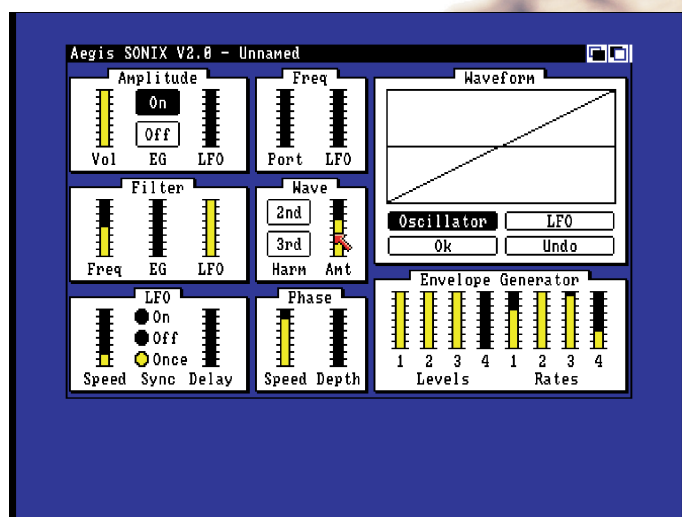 Aegis SONIX V2.0 - Unnamed
Amplitude
On
Off
Vol EG LFO
Freq
Port LFO
Waveform
Oscillator LFO
Ok Undo
Filter
Freq EG LFO
Wave
2nd
3rd
Harm Amt
LFO
On
Off
Once
Speed Sync Delay
Phase
Speed Depth
Envelope Generator
1 2 3 4 1 2 3 4
Levels Rates